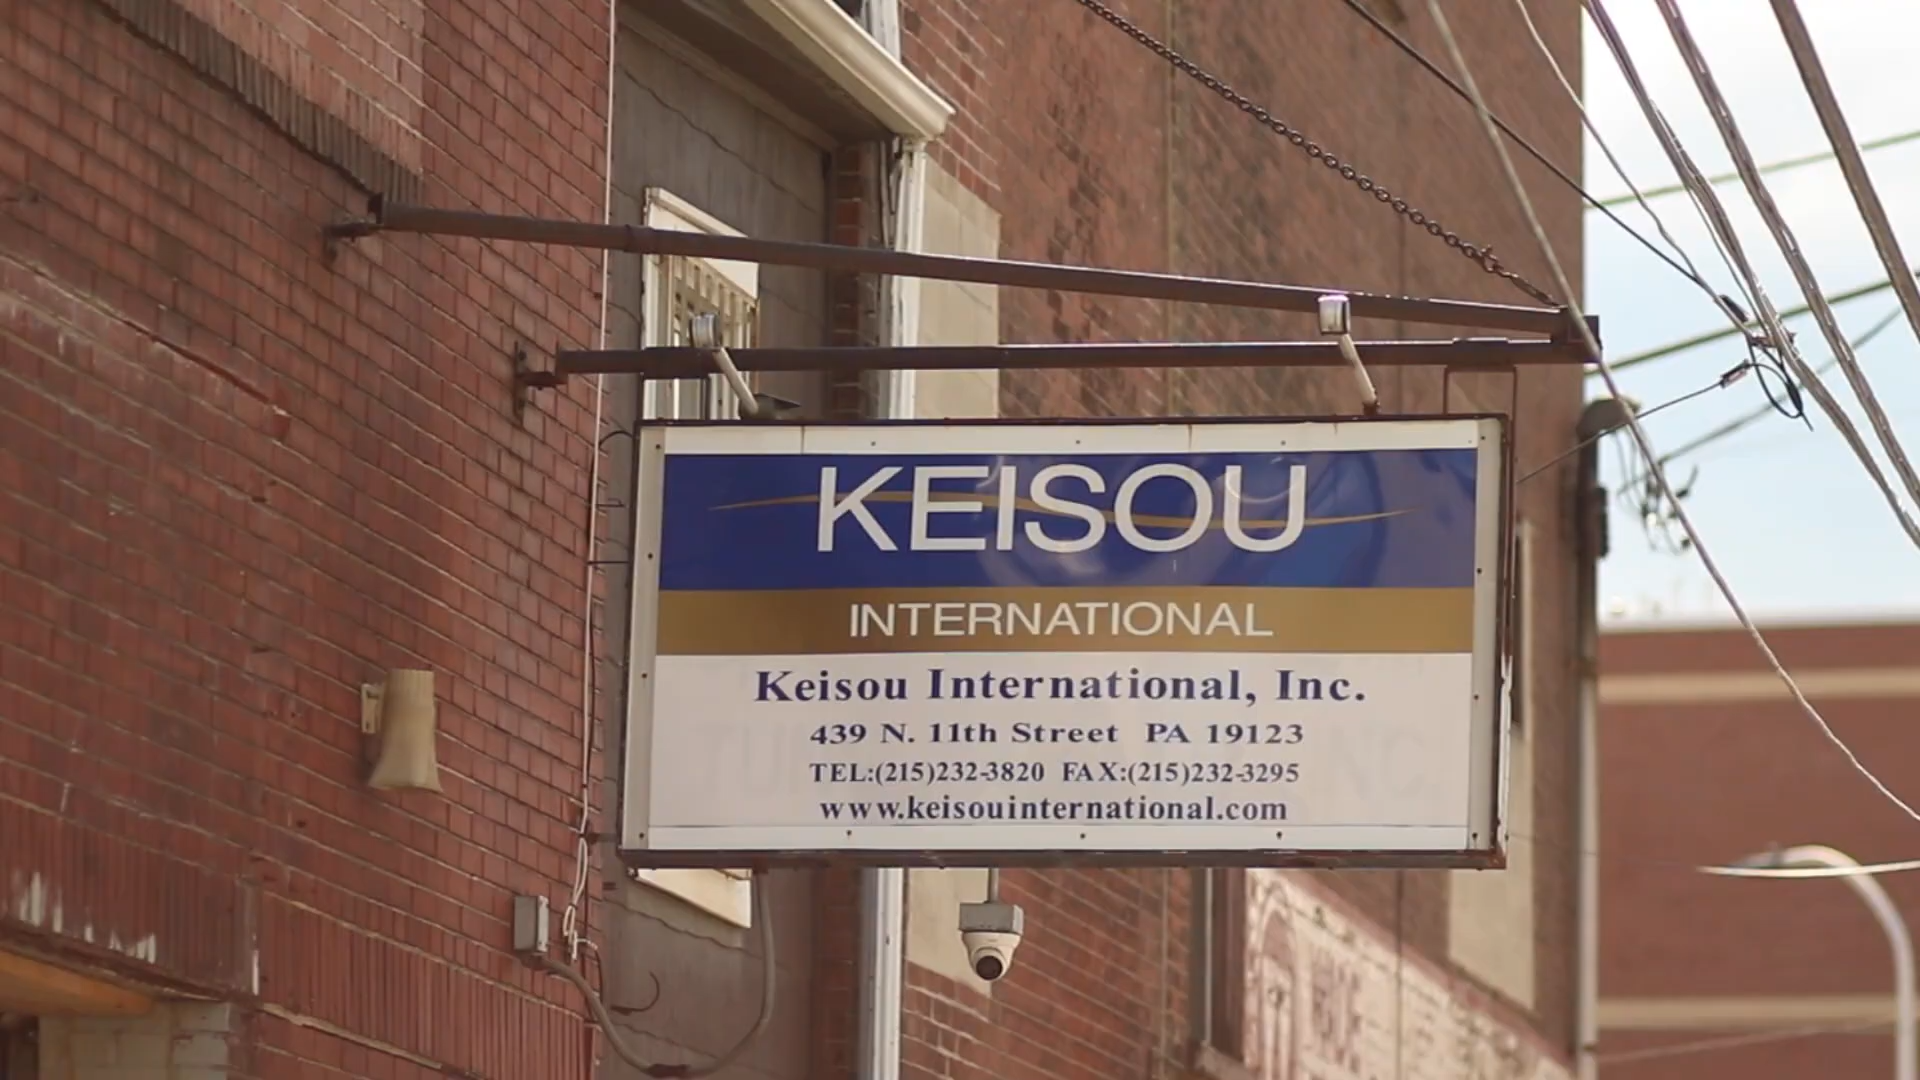 KEISOU
INTERNATIONAL
Keisou International, Inc.
439 N. 11th Street PA 19123
TEL:(215)232-3820 FAX:(215)232-3295
www.keisouinternational.com